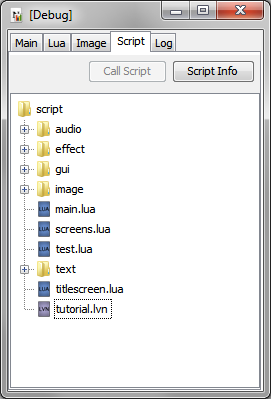 [Debug]
Main Lua Image Script Log
Call Script Script Info
script
audio
effect
gui
image
LUA main.lua
LUA screens.lua
LUA test.lua
text
LUA titlescreen.lua
LVN tutorial.lvn